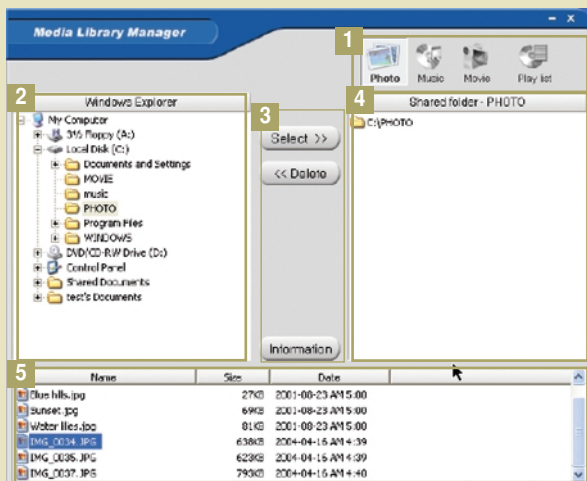 Media Library Manager
1
Photo Music Movie Play list
2
Windows Explorer
My Computer
3½ Floppy (A:)
Local Disk (C:)
Documents and Settings
MOVIE
music
PHOTO
Program Files
WINDOWS
DVD/CD-RW Drive (D:)
Control Panel
Shared Documents
test's Documents
3
Select >>
<< Delete
Information
4
Shared folder - PHOTO
C:\PHOTO
5
Name Size Date
Blue hills.jpg 27KB 2001-08-23 AM 5:00
Sunset.jpg 69KB 2001-08-23 AM 5:00
Water lilies.jpg 81KB 2001-08-23 AM 5:00
IMG_0034.JPG 638KB 2004-04-16 AM 4:39
IMG_0035.JPG 623KB 2004-04-16 AM 4:39
IMG_0037.JPG 793KB 2004-04-16 AM 4:40